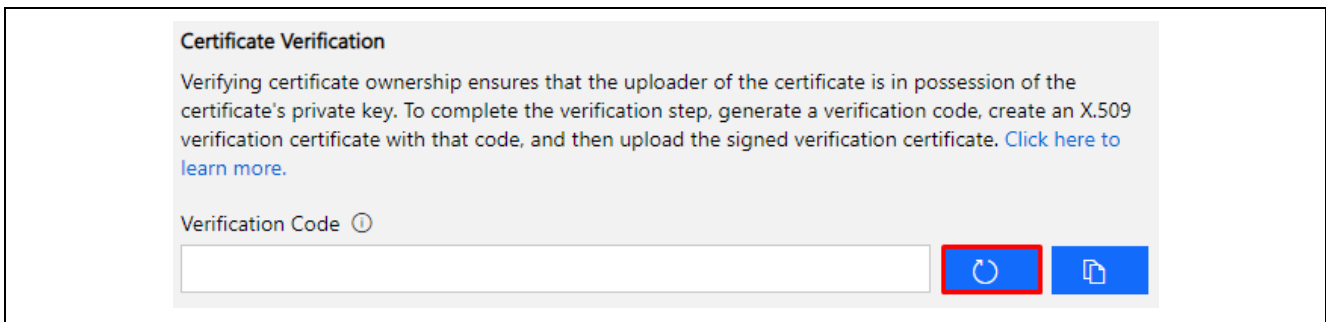 Certificate Verification
Verifying certificate ownership ensures that the uploader of the certificate is in possession of the
certificate's private key. To complete the verification step, generate a verification code, create an X.509
verification certificate with that code, and then upload the signed verification certificate. Click here to
learn more.
Verification Code